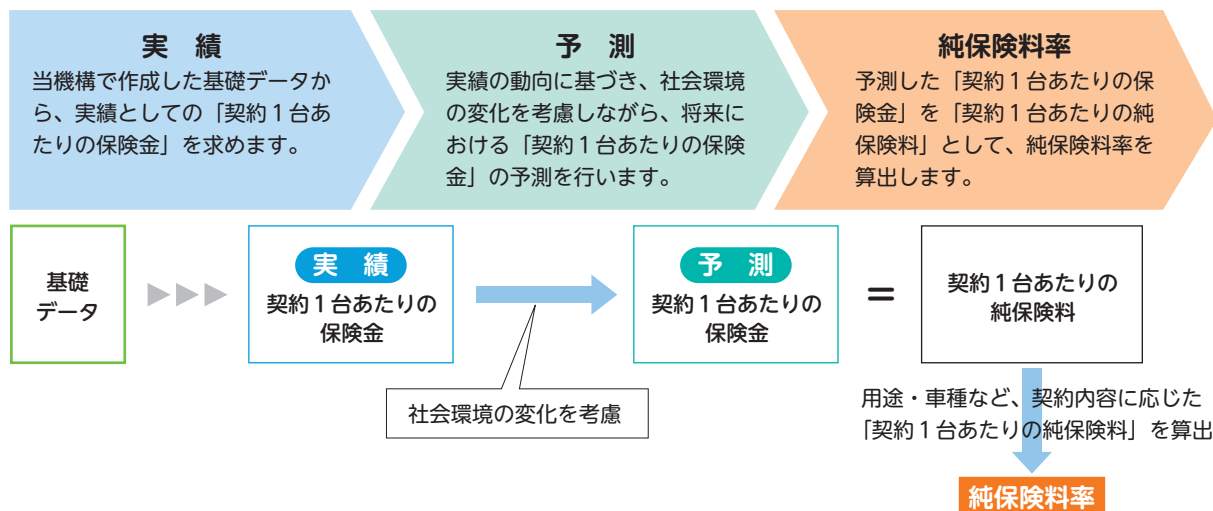 実　績
当機構で作成した基礎データか
ら、実績としての「契約１台あ
たりの保険金」を求めます。
予　測
実績の動向に基づき、社会環境
の変化を考慮しながら、将来に
おける「契約１台あたりの保険
金」の予測を行います。
純保険料率
予測した「契約１台あたりの保
険金」を「契約１台あたりの純
保険料」として、純保険料率を
算出します。
基礎
データ
実　績
契約１台あたりの
保険金
社会環境の変化を考慮
予　測
契約１台あたりの
保険金
＝
契約１台あたりの
純保険料
用途・車種など、契約内容に応じた
「契約１台あたりの純保険料」を算出
純保険料率